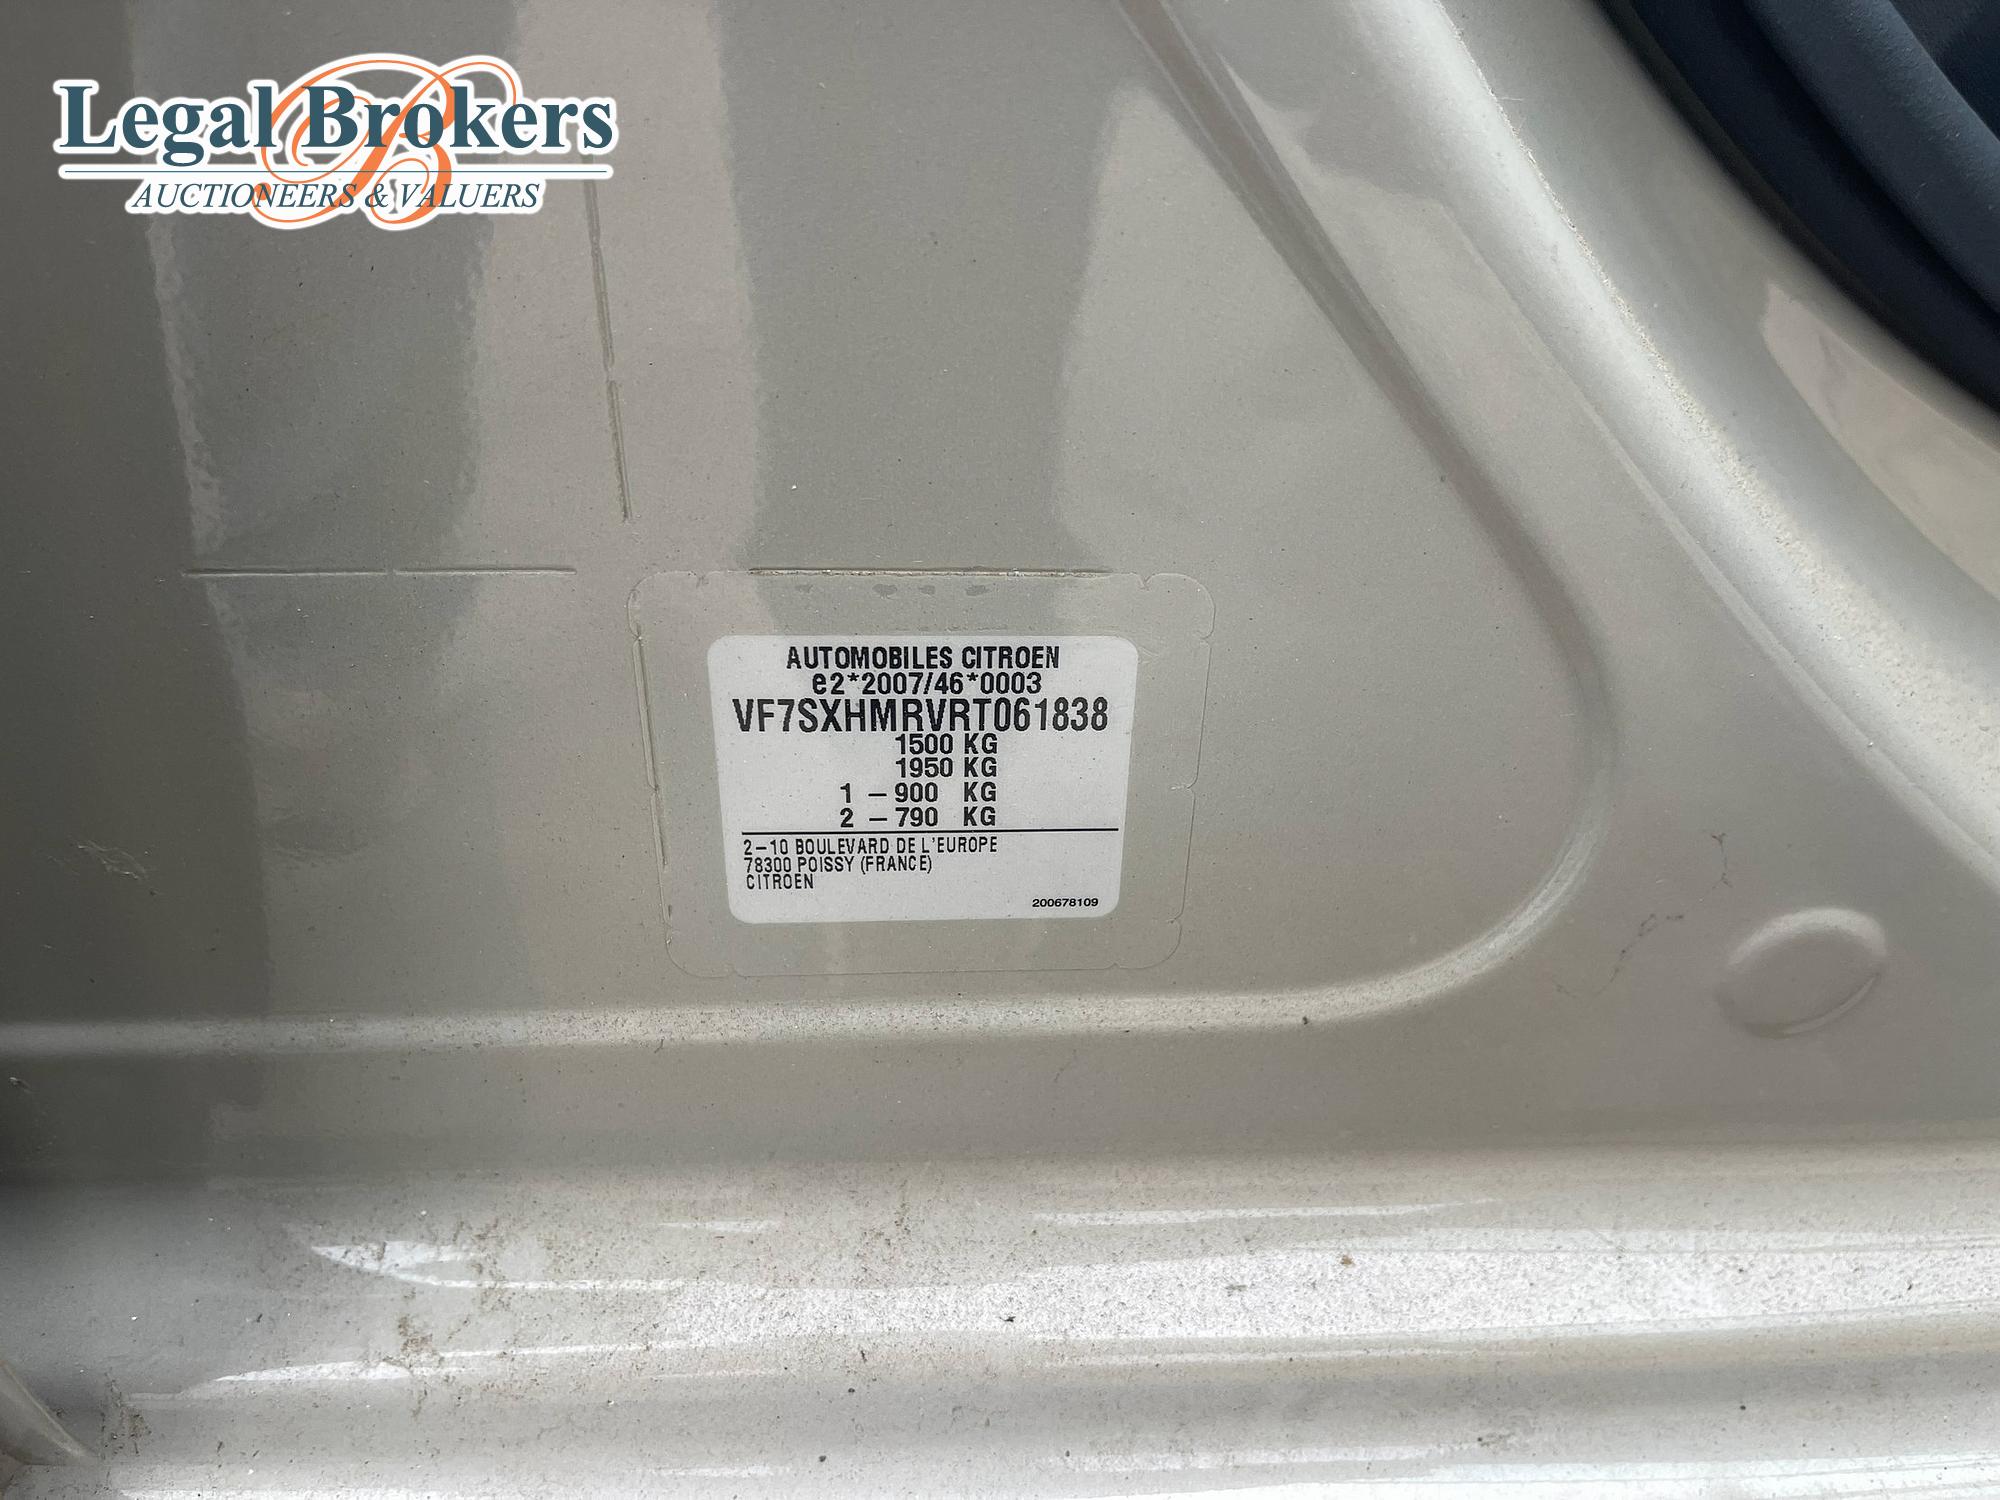 Legal Brokers
AUCTIONEERS & VALUERS
AUTOMOBILES CITROEN
e2*2007/46*0003
VF7SXHMRVRT061838
1500 KG
1950 KG
1 – 900 KG
2 – 790 KG
2–10 BOULEVARD DE L'EUROPE
78300 POISSY (FRANCE)
CITROEN
200678109